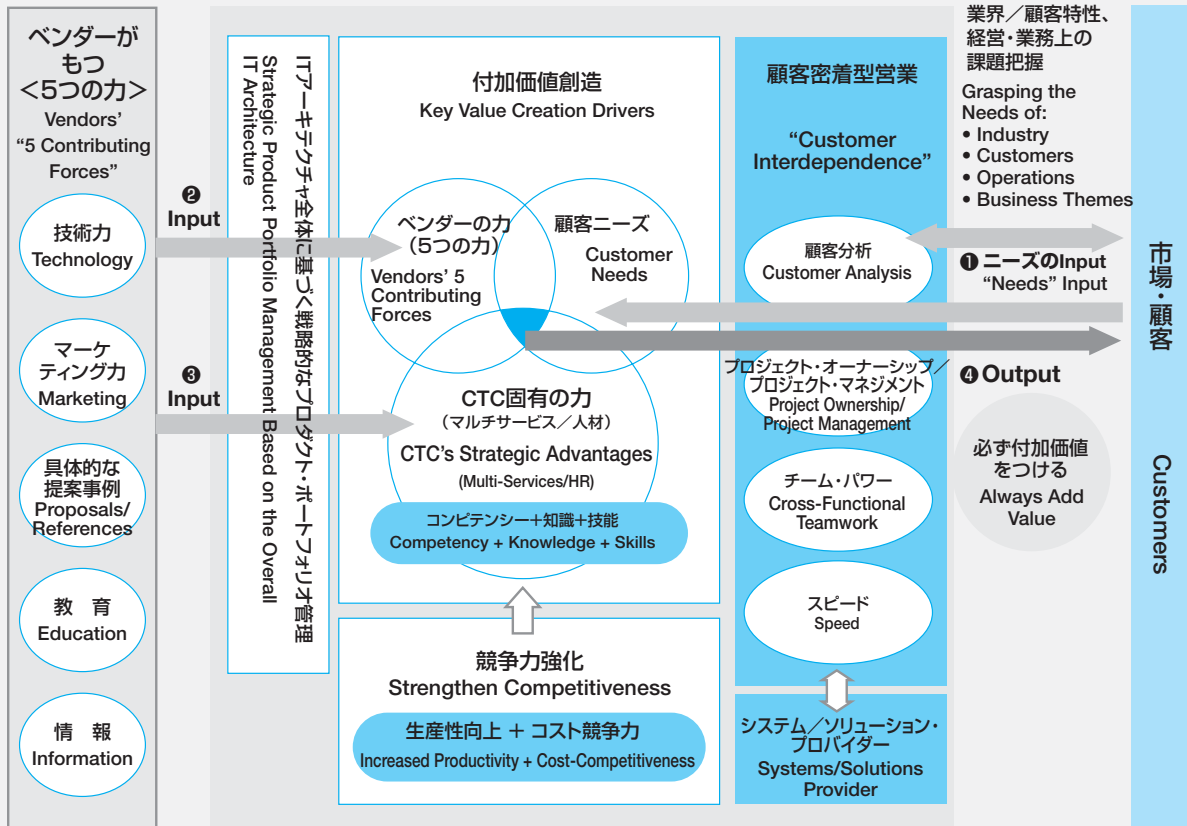 ベンダーが
もつ
<5つの力>
Vendors'
“5 Contributing
Forces”
技術力
Technology
マーケ
ティング力
Marketing
具体的な
提案事例
Proposals/
References
教 育
Education
情 報
Information
❷
Input
❸
Input
ITアーキテクチャ全体に基づく戦略的なプロダクト・ポートフォリオ管理
Strategic Product Portfolio Management Based on the Overall
IT Architecture
付加価値創造
Key Value Creation Drivers
ベンダーの力
（5つの力）
Vendors' 5
Contributing
Forces
顧客ニーズ
Customer
Needs
CTC固有の力
（マルチサービス／人材）
CTC's Strategic Advantages
(Multi-Services/HR)
コンピテンシー＋知識＋技能
Competency + Knowledge + Skills
競争力強化
Strengthen Competitiveness
生産性向上 ＋ コスト競争力
Increased Productivity + Cost-Competitiveness
顧客密着型営業
“Customer
Interdependence”
顧客分析
Customer Analysis
プロジェクト・オーナーシップ／
プロジェクト・マネジメント
Project Ownership/
Project Management
チーム・パワー
Cross-Functional
Teamwork
スピード
Speed
システム／ソリューション・
プロバイダー
Systems/Solutions
Provider
業界／顧客特性、
経営・業務上の
課題把握
Grasping the
Needs of:
• Industry
• Customers
• Operations
• Business Themes
❶ ニーズのInput
“Needs” Input
❹ Output
必ず付加価値
をつける
Always Add
Value
市場・顧客
Customers